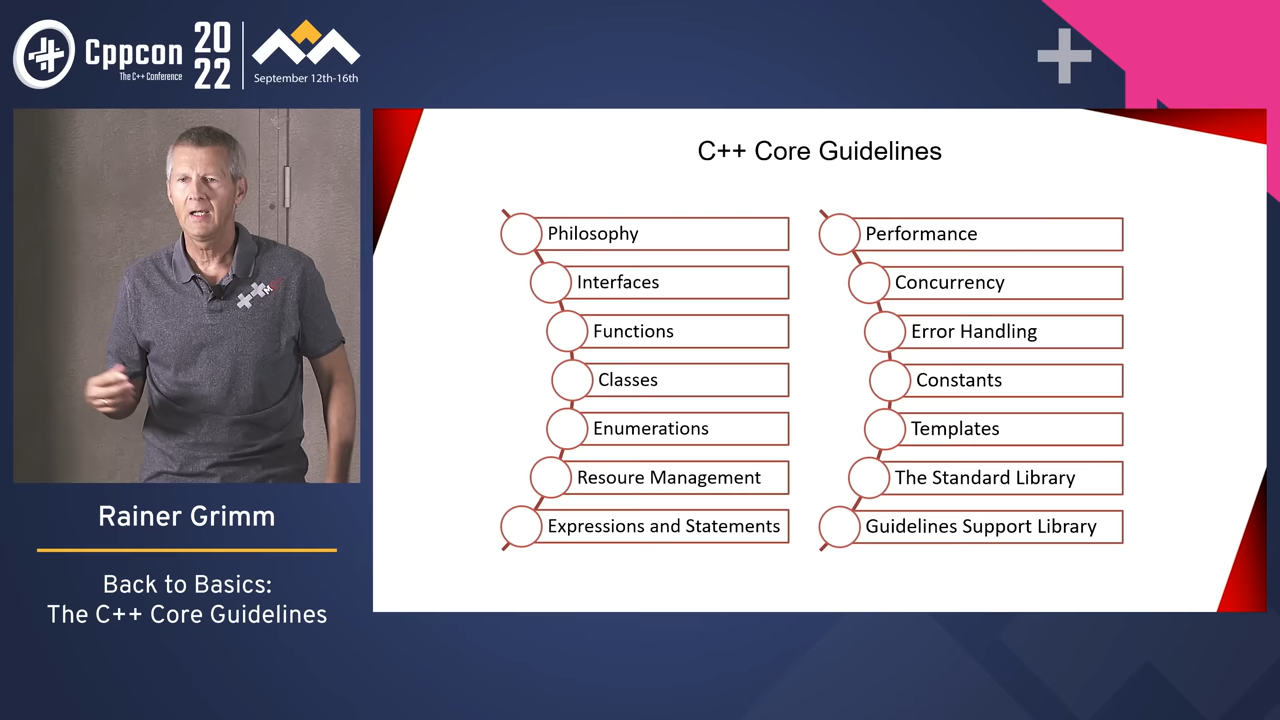 Cppcon
The C++ Conference
20
22
September 12th-16th
C++ Core Guidelines
Philosophy
Interfaces
Functions
Classes
Enumerations
Resoure Management
Expressions and Statements
Performance
Concurrency
Error Handling
Constants
Templates
The Standard Library
Guidelines Support Library
Rainer Grimm
Back to Basics:
The C++ Core Guidelines